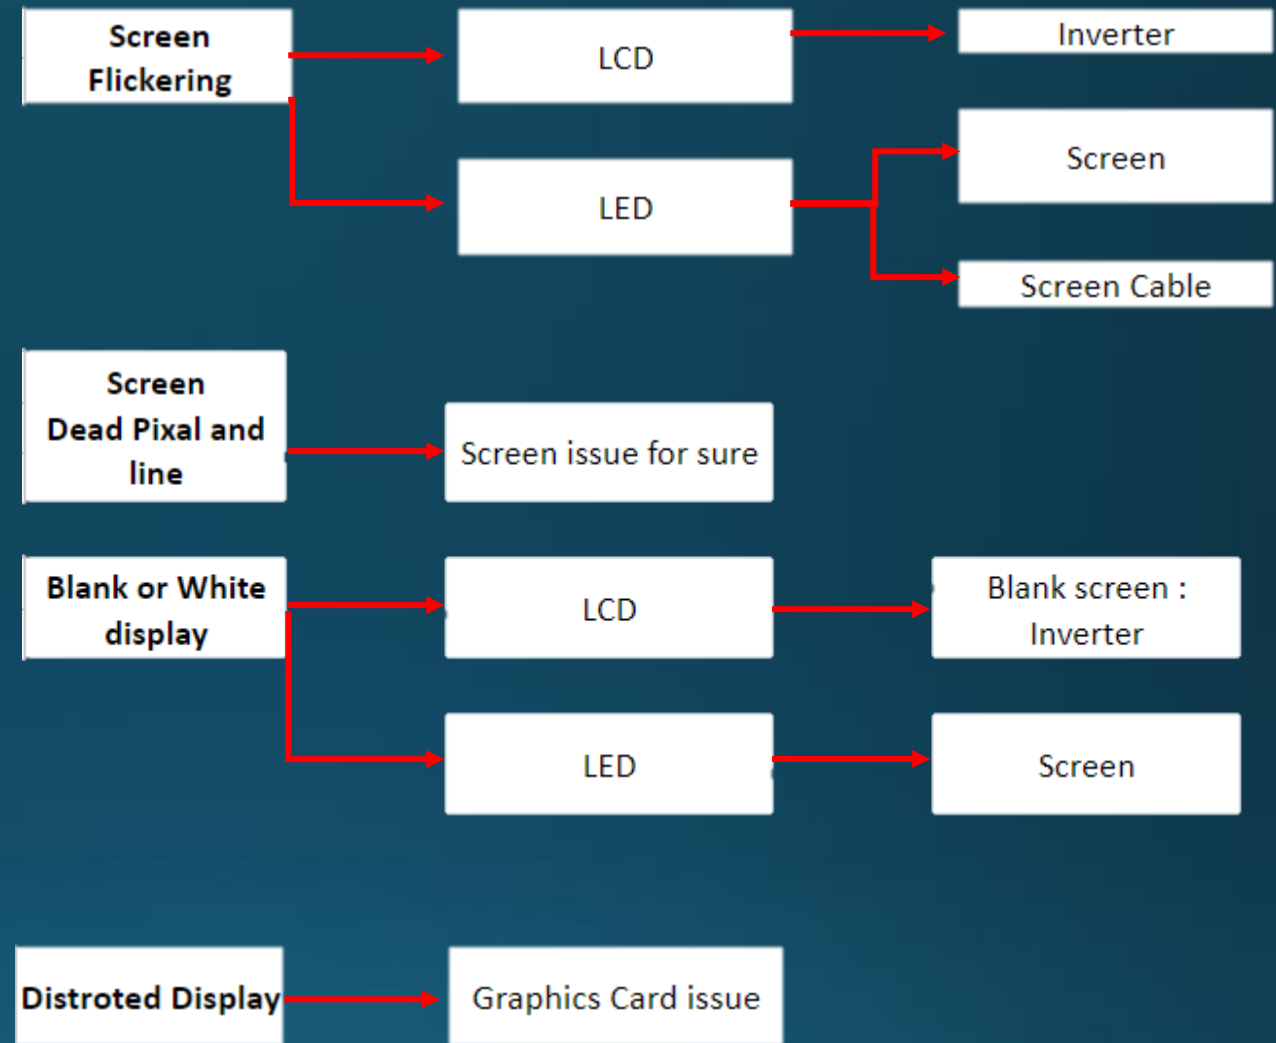 Screen
Flickering
LCD
Inverter
LED
Screen
Screen Cable
Screen
Dead Pixal and
line
Screen issue for sure
Blank or White
display
LCD
Blank screen :
Inverter
LED
Screen
Distroted Display
Graphics Card issue